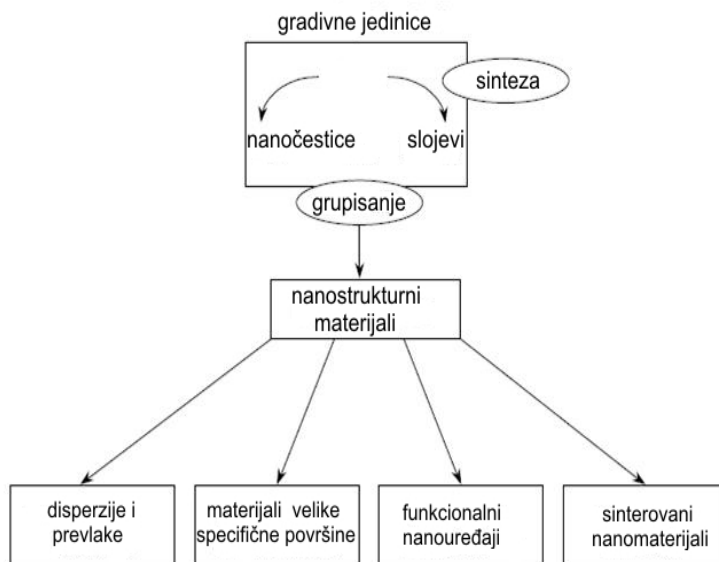 gradivne jedinice
sinteza
nanočestice
slojevi
grupisanje
nanostrukturni
materijali
disperzije i
prevlake
materijali velike
specifične površine
funkcionalni
nanouređaji
sinterovani
nanomaterijali